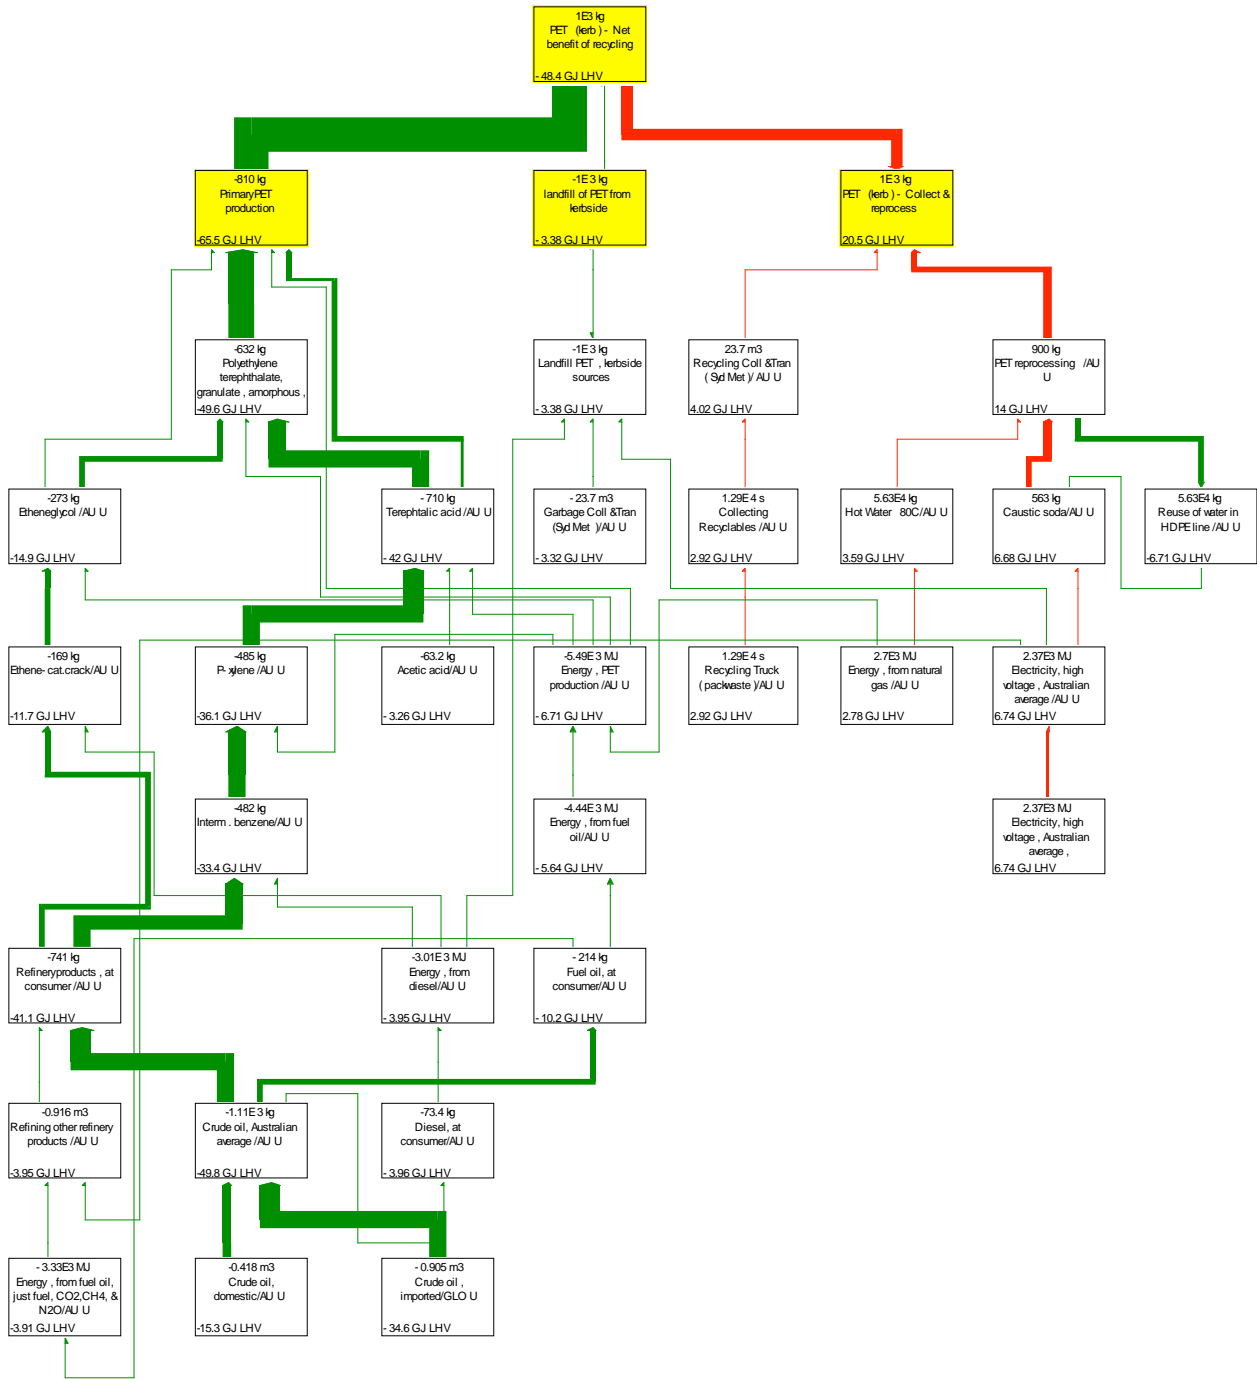 1E3 kg
PET (kerb) - Net
benefit of recycling
- 48.4 GJ LHV
-810 kg
Primary PET
production
-65.5 GJ LHV
-1E3 kg
landfill of PET from
kerbside
- 3.38 GJ LHV
1E3 kg
PET (kerb) - Collect &
reprocess
20.5 GJ LHV
-632 kg
Polyethylene
terephthalate,
granulate , amorphous ,
-49.6 GJ LHV
-1E3 kg
Landfill PET , kerbside
sources
- 3.38 GJ LHV
23.7 m3
Recycling Coll &Tran
( Syd Met )/ AU U
4.02 GJ LHV
900 kg
PET reprocessing /AU
U
14 GJ LHV
-273 kg
Etheneglycol /AU U
-14.9 GJ LHV
- 710 kg
Terephtalic acid /AU U
- 42 GJ LHV
- 23.7 m3
Garbage Coll &Tran
(Syd Met )/AU U
- 3.32 GJ LHV
1.29E4 s
Collecting
Recyclables /AU U
2.92 GJ LHV
5.63E4 kg
Hot Water 80C/AU U
3.59 GJ LHV
563 kg
Caustic soda/AU U
6.68 GJ LHV
5.63E4 kg
Reuse of water in
HDPE line /AU U
-6.71 GJ LHV
-169 kg
Ethene- cat.crack/AU U
-11.7 GJ LHV
-485 kg
P- xylene /AU U
-36.1 GJ LHV
-63.2 kg
Acetic acid/AU U
- 3.26 GJ LHV
-5.49E3 MJ
Energy , PET
production /AU U
- 6.71 GJ LHV
1.29E4 s
Recycling Truck
( packwaste )/AU U
2.92 GJ LHV
2.7E3 MJ
Energy , from natural
gas /AU U
2.78 GJ LHV
2.37E3 MJ
Electricity, high
voltage , Australian
average /AU U
6.74 GJ LHV
-482 kg
Interm . benzene/AU U
-33.4 GJ LHV
-4.44E3 MJ
Energy , from fuel
oil/AU U
- 5.64 GJ LHV
2.37E3 MJ
Electricity, high
voltage , Australian
average ,
6.74 GJ LHV
-741 kg
Refinery products , at
consumer /AU U
-41.1 GJ LHV
-3.01E3 MJ
Energy , from
diesel/AU U
- 3.95 GJ LHV
- 214 kg
Fuel oil, at
consumer/AU U
- 10.2 GJ LHV
-0.916 m3
Refining other refinery
products /AU U
-3.95 GJ LHV
-1.11E3 kg
Crude oil, Australian
average /AU U
-49.8 GJ LHV
-73.4 kg
Diesel, at
consumer/AU U
- 3.96 GJ LHV
- 3.33E3 MJ
Energy , from fuel oil,
just fuel, CO2,CH4, &
N2O/AU U
-3.91 GJ LHV
-0.418 m3
Crude oil,
domestic/AU U
-15.3 GJ LHV
- 0.905 m3
Crude oil ,
imported/GLO U
- 34.6 GJ LHV